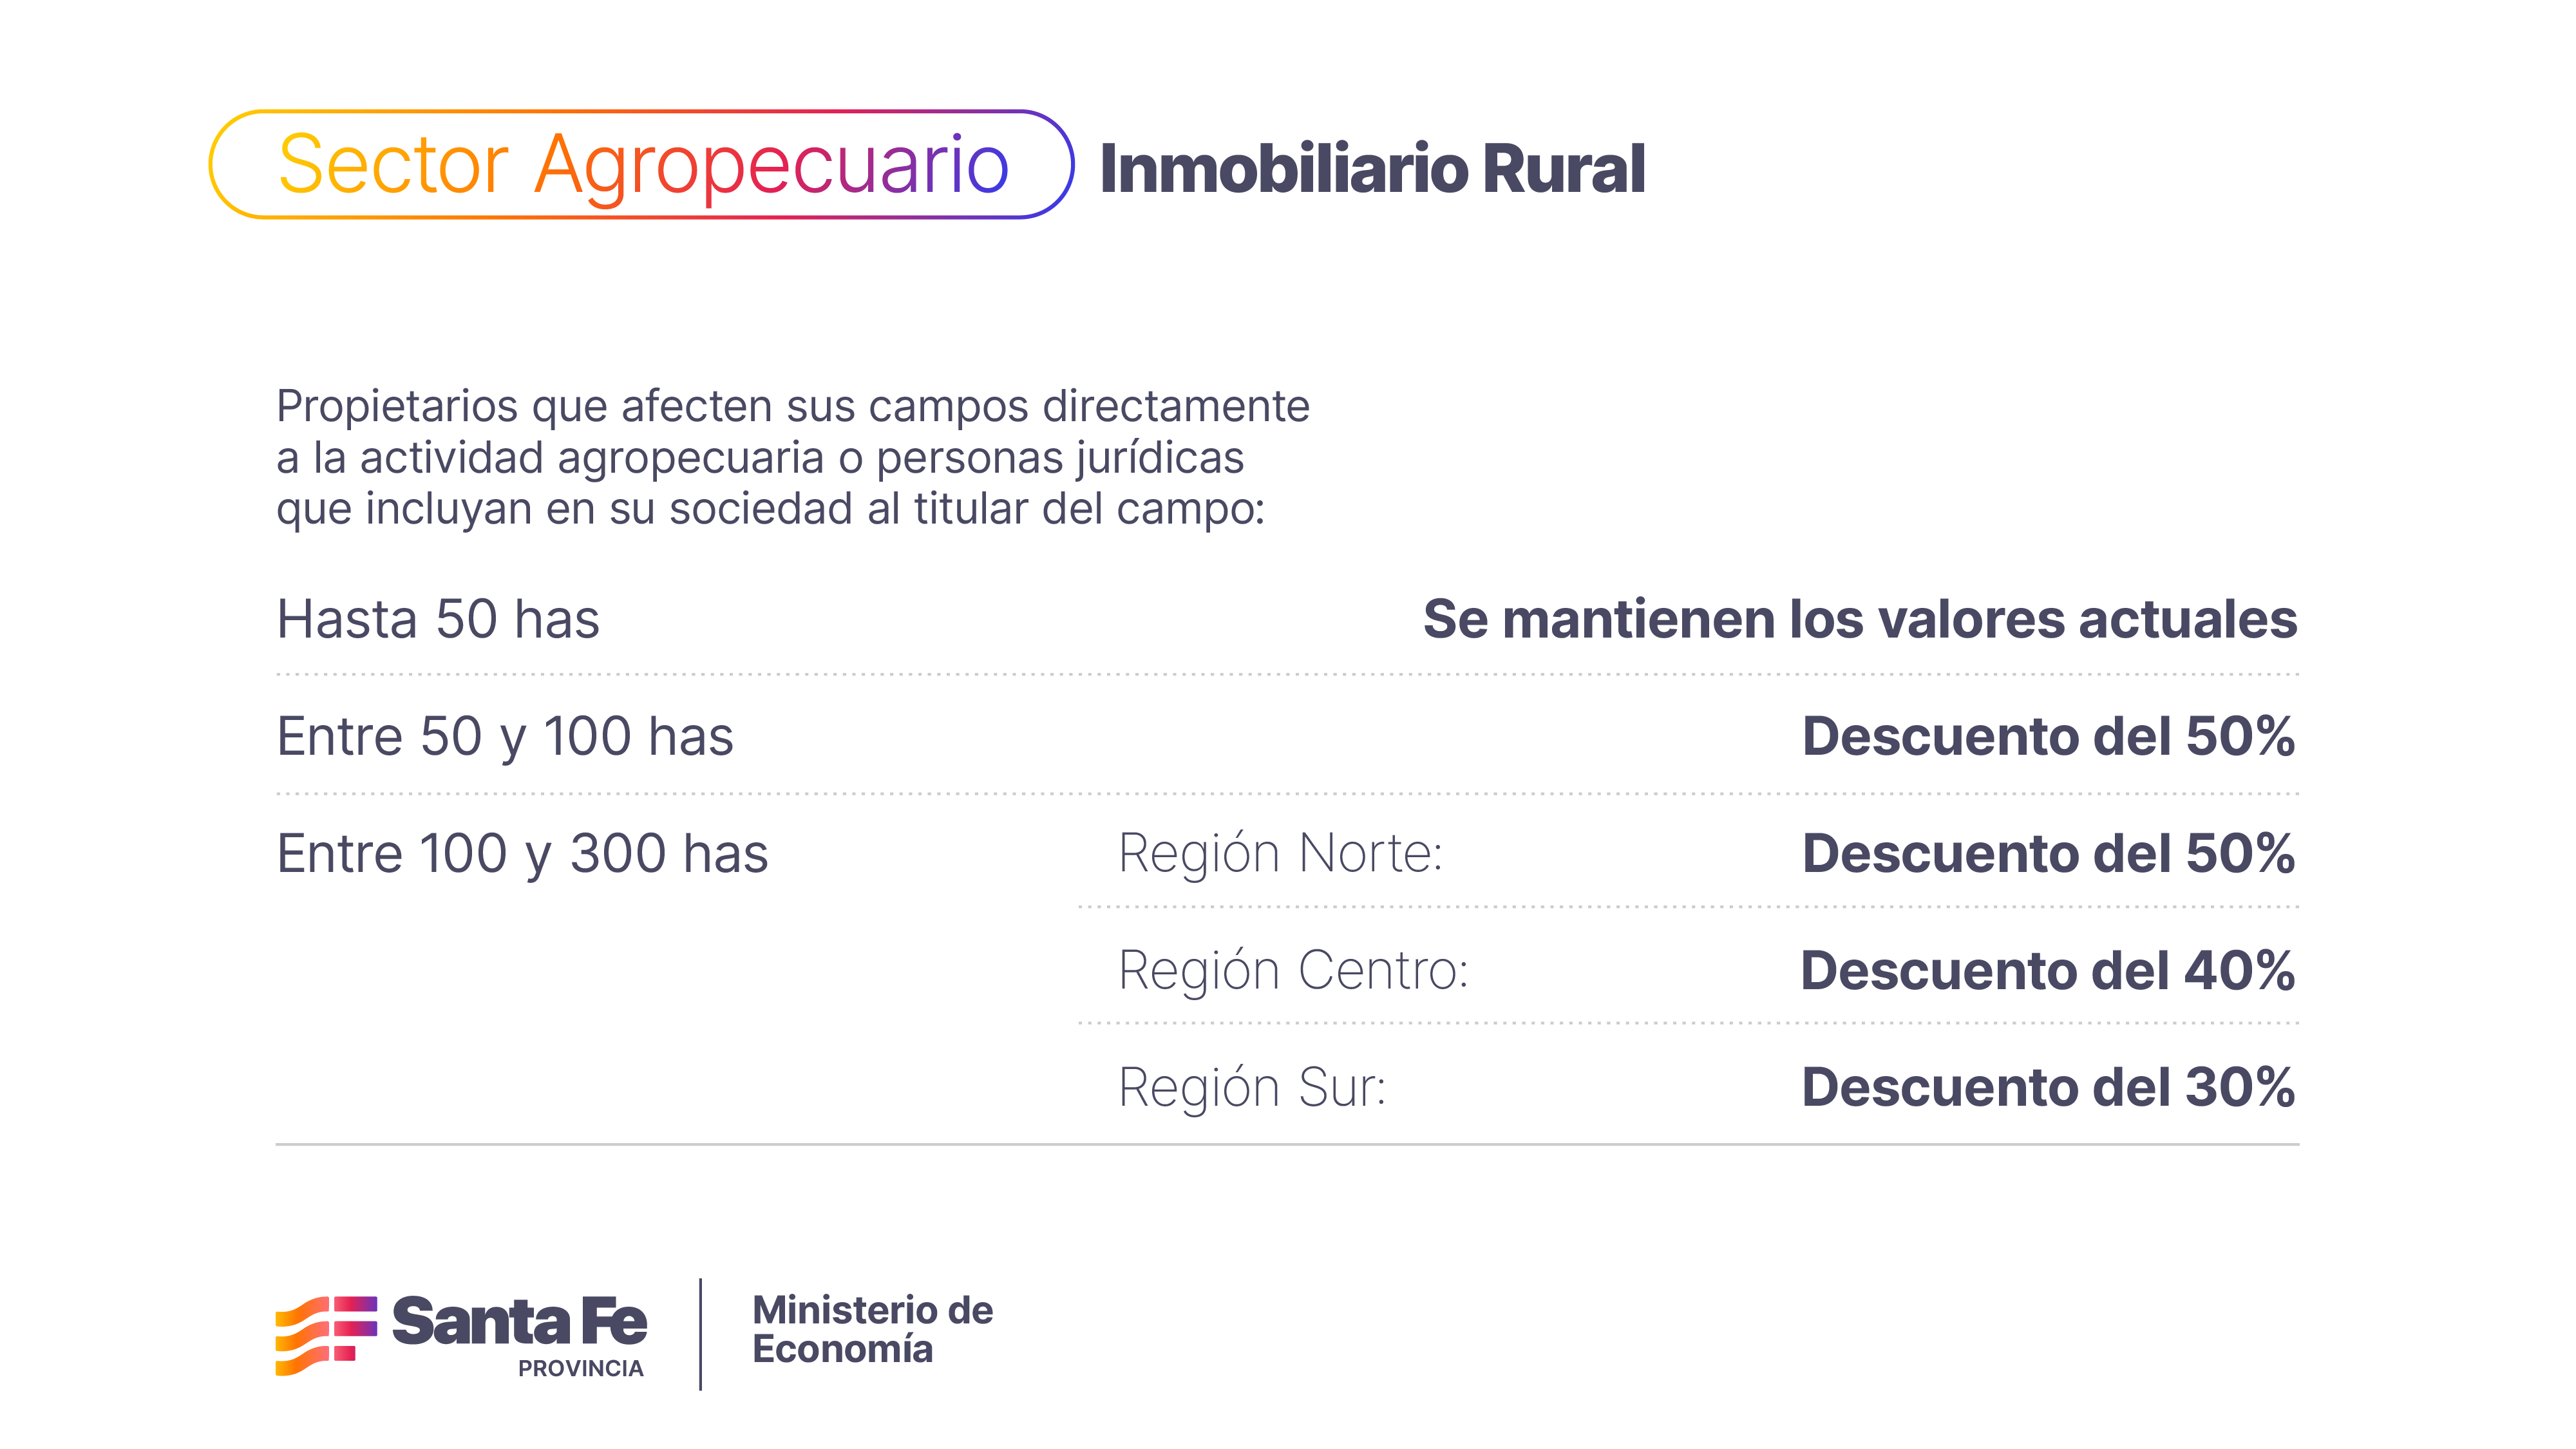 Sector Agropecuario Inmobiliario Rural
Propietarios que afecten sus campos directamente
a la actividad agropecuaria o personas jurídicas
que incluyan en su sociedad al titular del campo:
Hasta 50 has Se mantienen los valores actuales
Entre 50 y 100 has Descuento del 50%
Entre 100 y 300 has Región Norte: Descuento del 50%
Región Centro: Descuento del 40%
Región Sur: Descuento del 30%
Santa Fe
PROVINCIA
Ministerio de
Economía